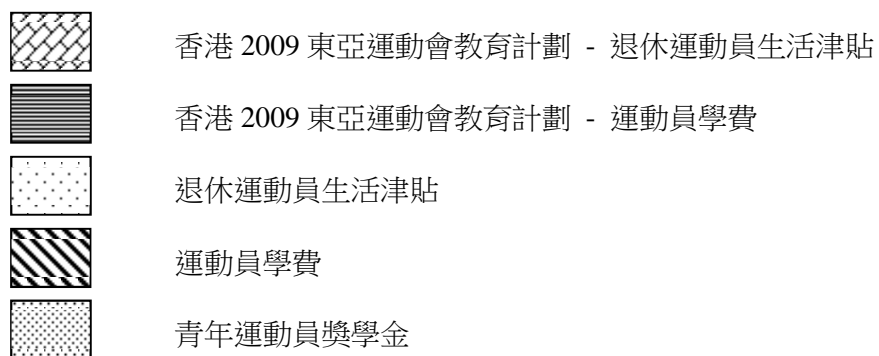 香港 2009 東亞運動會教育計劃 - 退休運動員生活津貼
香港 2009 東亞運動會教育計劃 - 運動員學費
退休運動員生活津貼
運動員學費
青年運動員獎學金